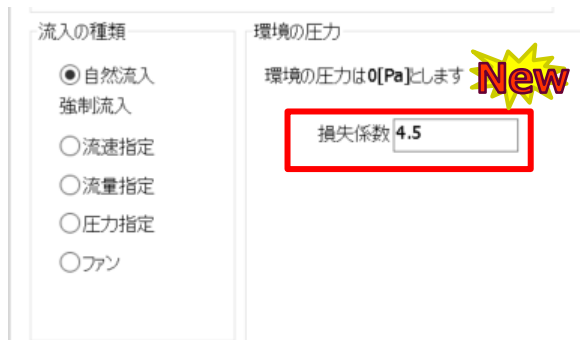 流入の種類
自然流入
強制流入
流速指定
流量指定
圧力指定
ファン
環境の圧力
環境の圧力は0[Pa]とします
New
損失係数 4.5